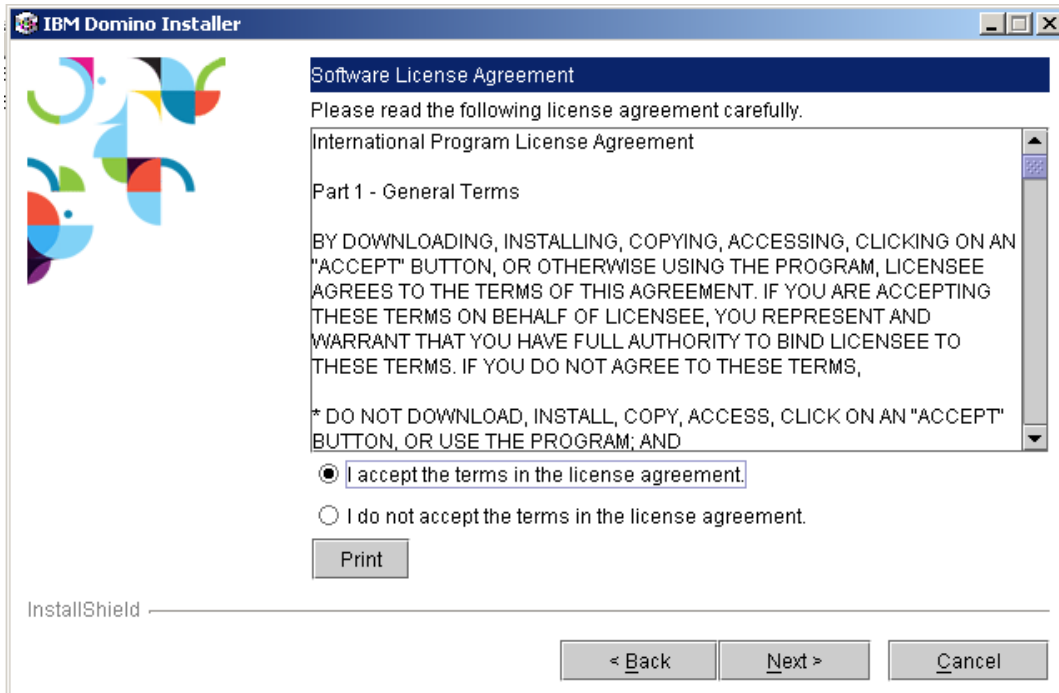 IBM Domino Installer
Software License Agreement
Please read the following license agreement carefully.
International Program License Agreement
Part 1 - General Terms
BY DOWNLOADING, INSTALLING, COPYING, ACCESSING, CLICKING ON AN
"ACCEPT" BUTTON, OR OTHERWISE USING THE PROGRAM, LICENSEE
AGREES TO THE TERMS OF THIS AGREEMENT. IF YOU ARE ACCEPTING
THESE TERMS ON BEHALF OF LICENSEE, YOU REPRESENT AND
WARRANT THAT YOU HAVE FULL AUTHORITY TO BIND LICENSEE TO
THESE TERMS. IF YOU DO NOT AGREE TO THESE TERMS,
* DO NOT DOWNLOAD, INSTALL, COPY, ACCESS, CLICK ON AN "ACCEPT"
BUTTON, OR USE THE PROGRAM; AND
I accept the terms in the license agreement.
I do not accept the terms in the license agreement.
Print
InstallShield
< Back Next > Cancel